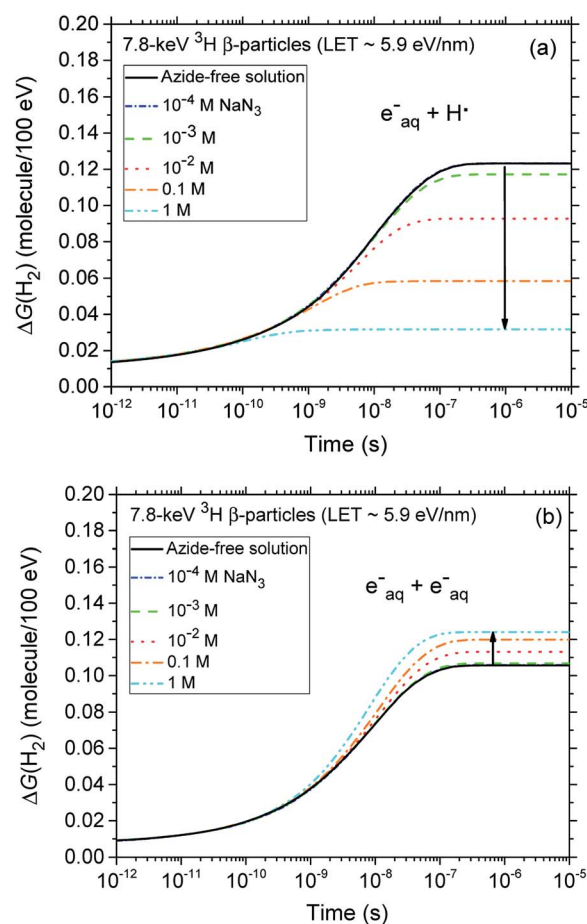 7.8-keV ³H β-particles (LET ~ 5.9 eV/nm) (a)
Azide-free solution
10⁻⁴ M NaN₃
10⁻³ M
10⁻² M
0.1 M
1 M
e⁻aq + H•
ΔG(H₂) (molecule/100 eV)
0.20
0.18
0.16
0.14
0.12
0.10
0.08
0.06
0.04
0.02
0.00
10⁻¹² 10⁻¹¹ 10⁻¹⁰ 10⁻⁹ 10⁻⁸ 10⁻⁷ 10⁻⁶ 10⁻⁵
Time (s)
7.8-keV ³H β-particles (LET ~ 5.9 eV/nm) (b)
Azide-free solution
10⁻⁴ M NaN₃
10⁻³ M
10⁻² M
0.1 M
1 M
e⁻aq + e⁻aq
ΔG(H₂) (molecule/100 eV)
0.20
0.18
0.16
0.14
0.12
0.10
0.08
0.06
0.04
0.02
0.00
10⁻¹² 10⁻¹¹ 10⁻¹⁰ 10⁻⁹ 10⁻⁸ 10⁻⁷ 10⁻⁶ 10⁻⁵
Time (s)